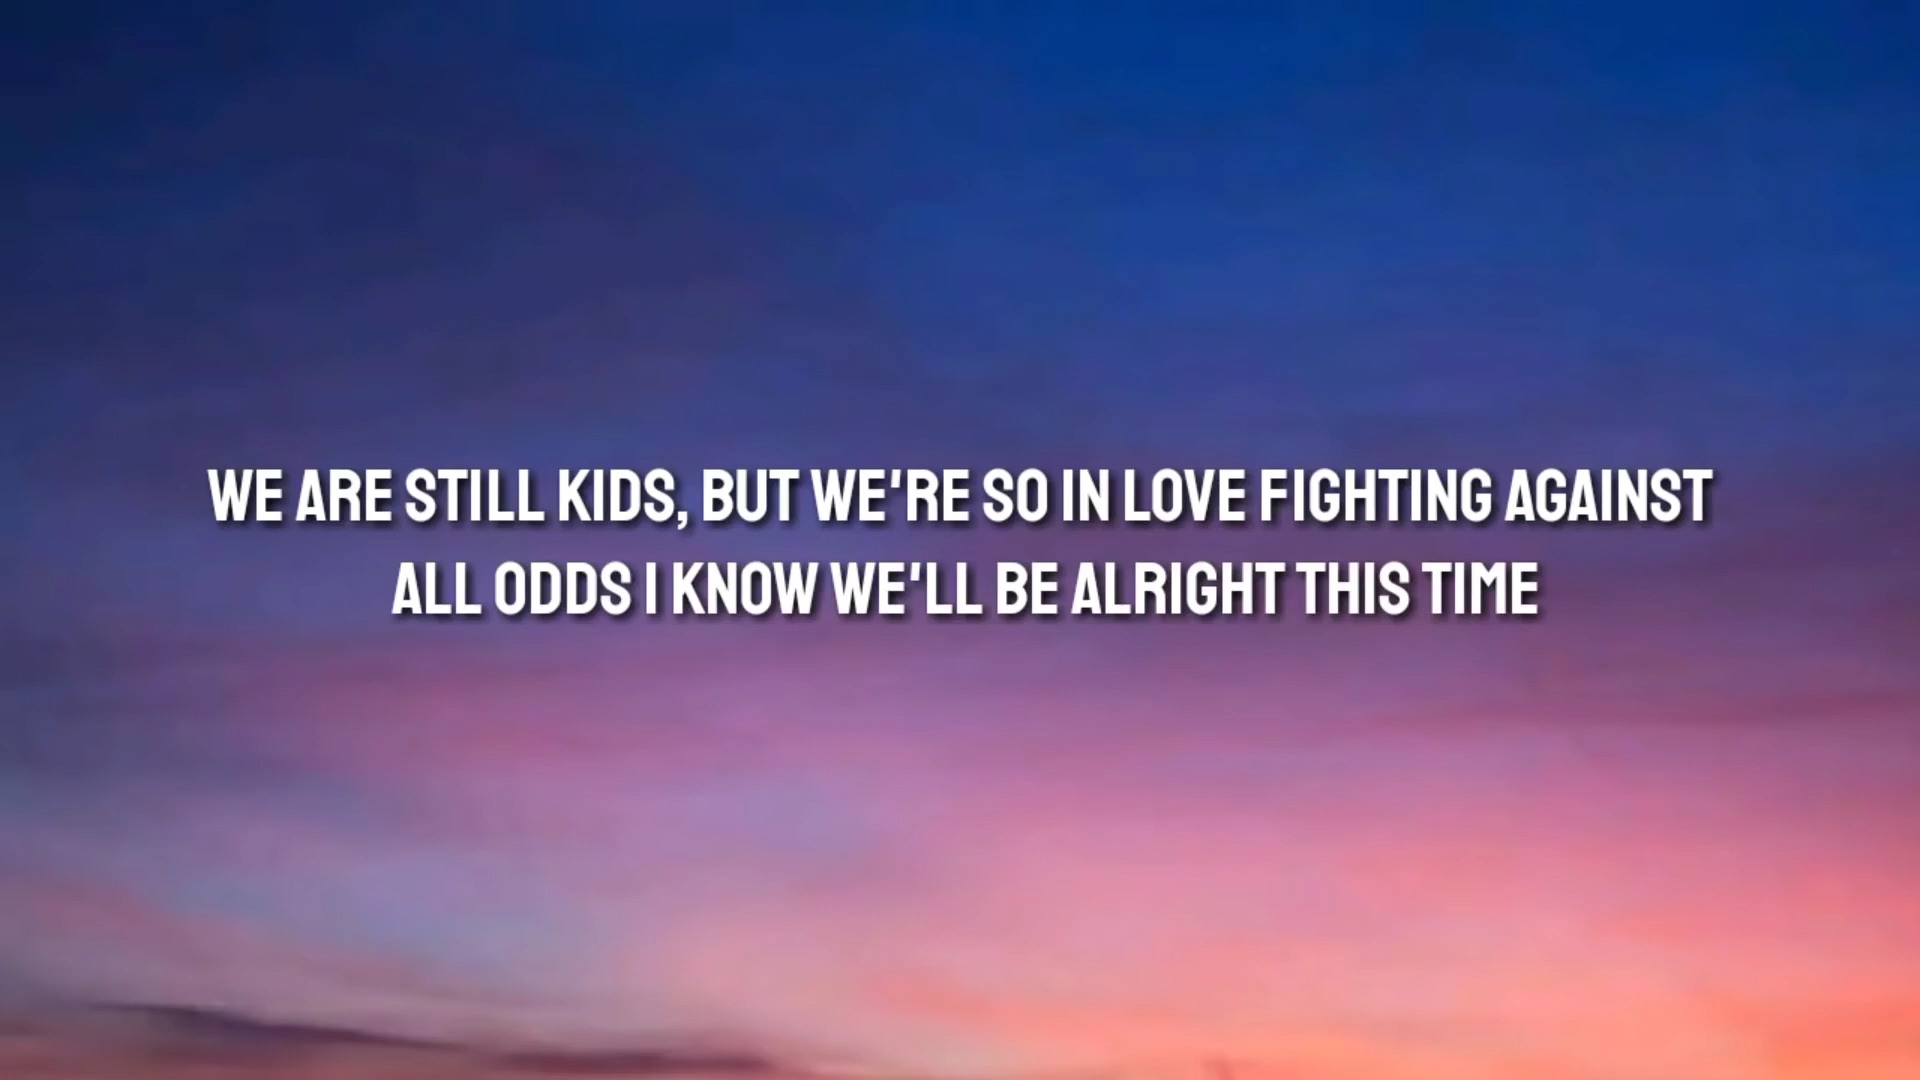 WE ARE STILL KIDS, BUT WE'RE SO IN LOVE FIGHTING AGAINST
ALL ODDS I KNOW WE'LL BE ALRIGHT THIS TIME